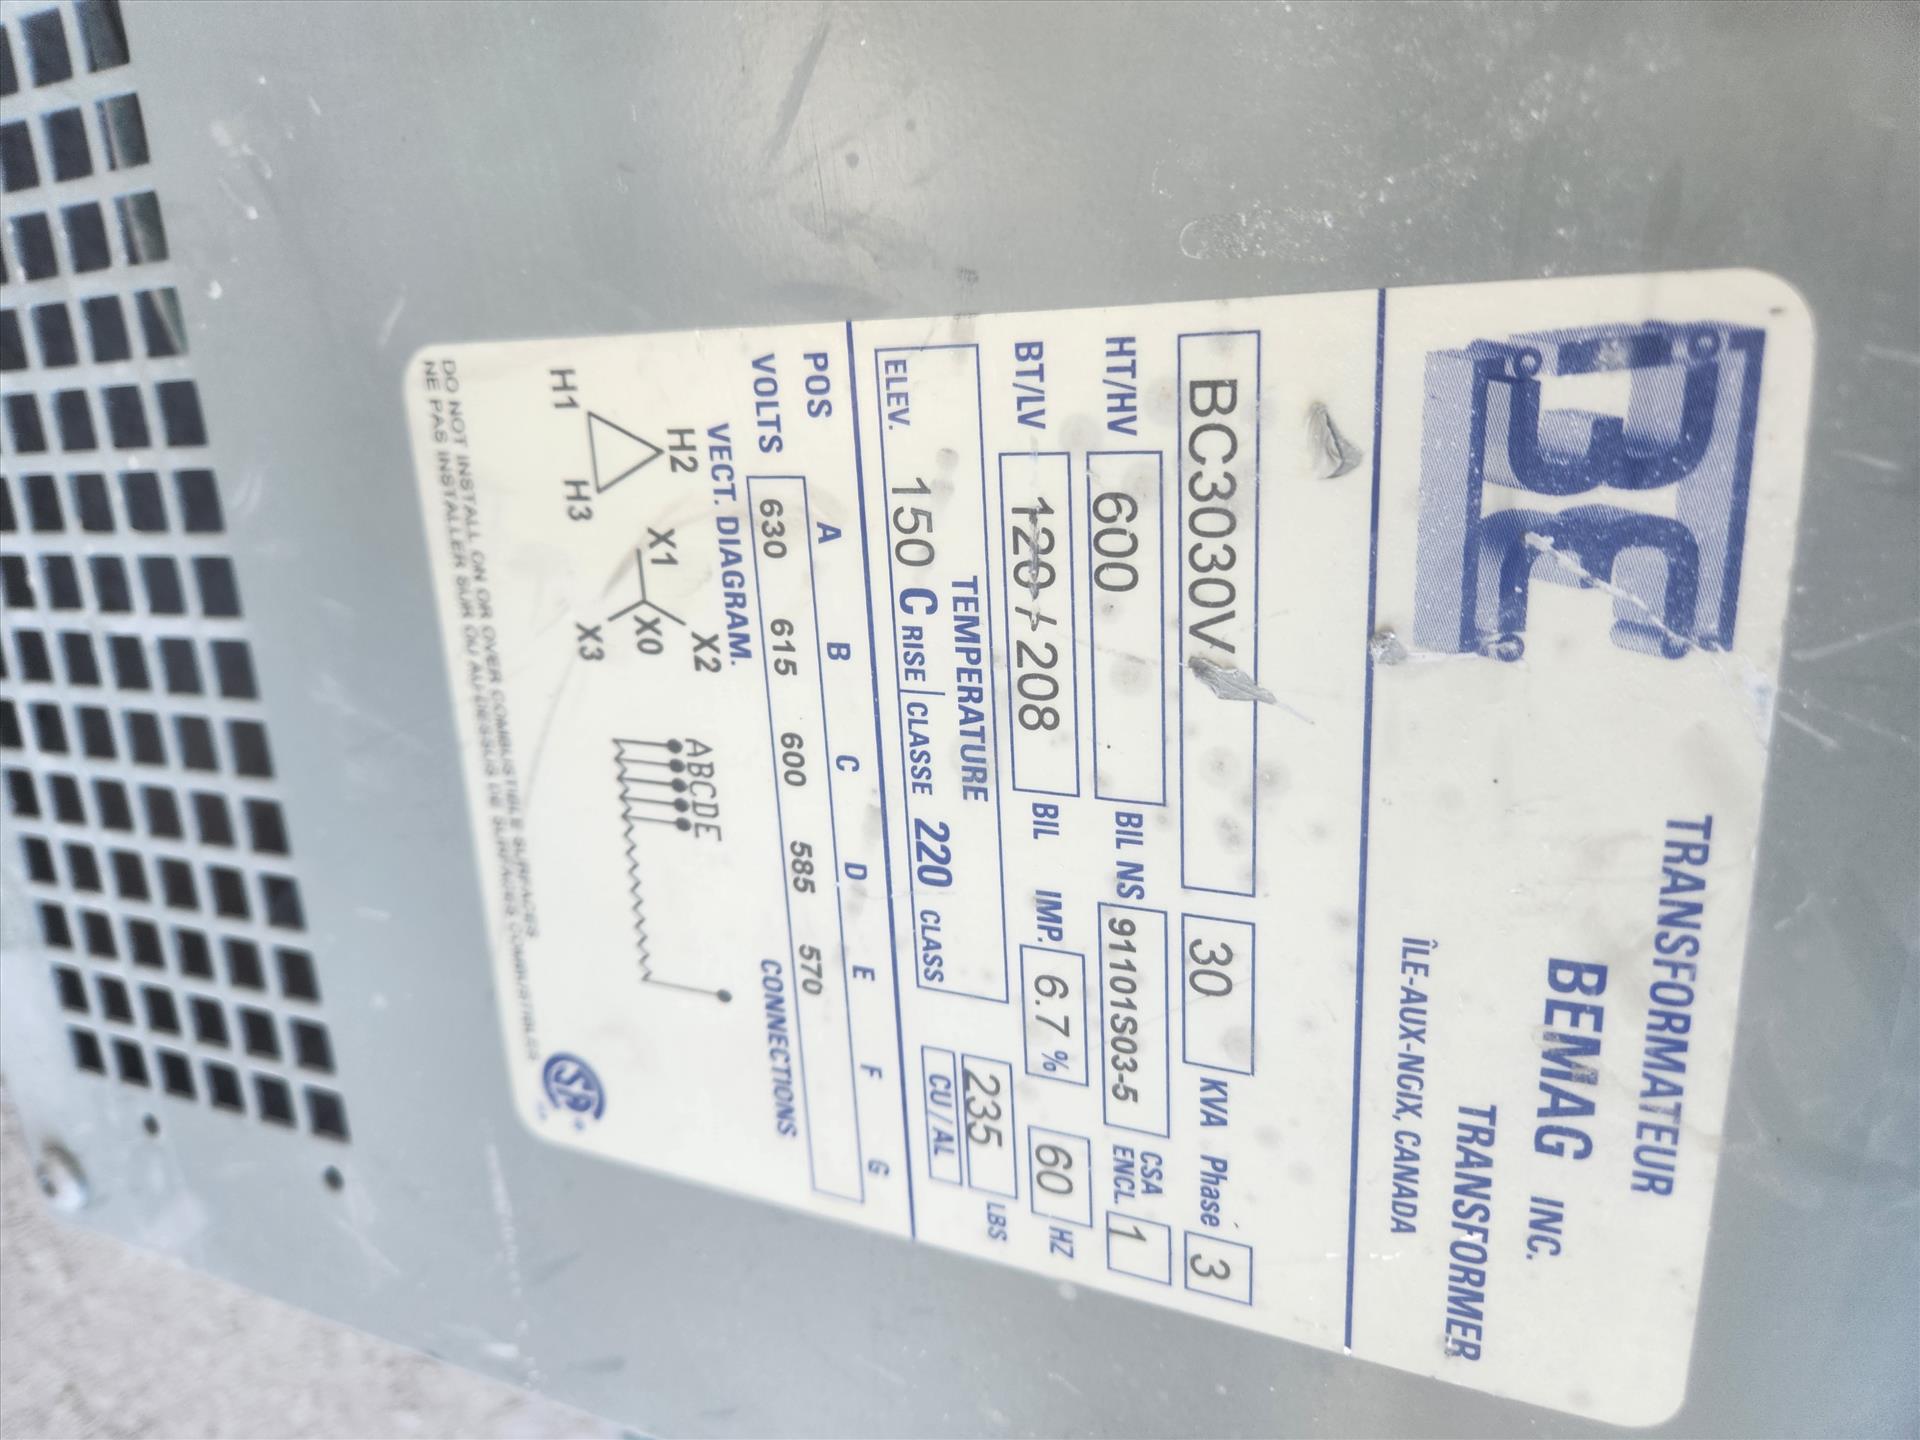 BE
TRANSFORMATEUR
BEMAG INC.
TRANSFORMER
ÎLE-AUX-NOIX, CANADA
BC3030V 30 KVA Phase 3
HT/HV 600 BIL NS 91101S03-5 CSA ENCL. 1
BT/LV 120/208 BIL IMP. 6.7 % 60 HZ
TEMPERATURE 235 LBS
ELEV. 150 C RISE CLASSE 220 CLASS CU / AL
POS A B C D E F G
VOLTS 630 615 600 585 570
VECT. DIAGRAM. CONNECTIONS
H2 X2 ABCDE
X1 X0
H1 H3 X3
DO NOT INSTALL ON OR OVER COMBUSTIBLE SURFACES
NE PAS INSTALLER SUR OU AU-DESSUS DE SURFACES COMBUSTIBLES